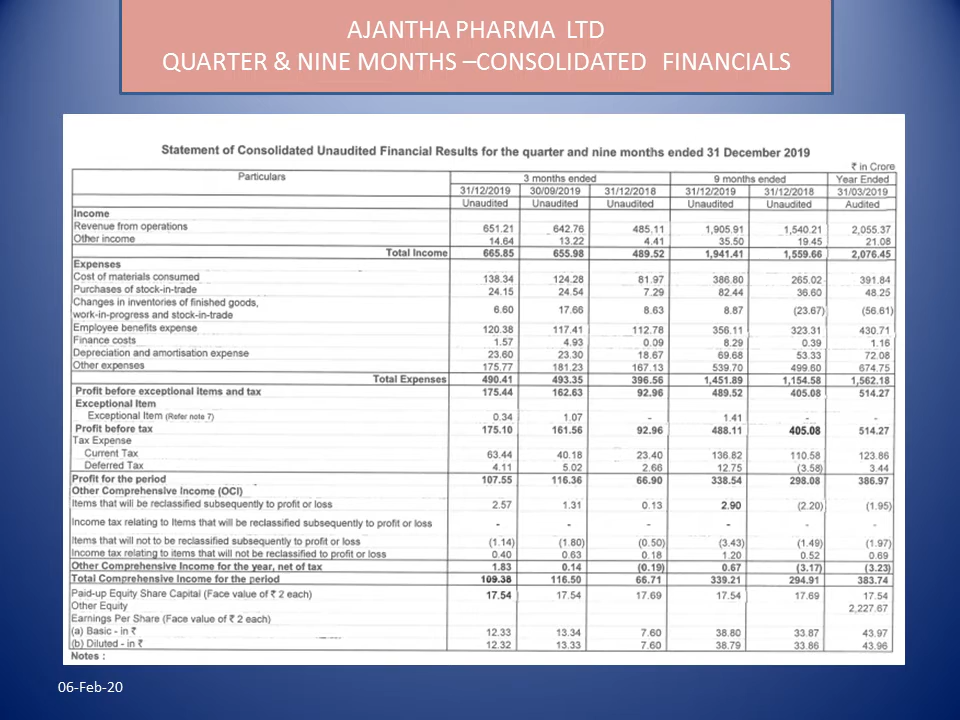 AJANTHA PHARMA LTD
QUARTER & NINE MONTHS –CONSOLIDATED FINANCIALS
Statement of Consolidated Unaudited Financial Results for the quarter and nine months ended 31 December 2019
₹ in Crore
Particulars 3 months ended 9 months ended Year Ended
31/12/2019 30/09/2019 31/12/2018 31/12/2019 31/12/2018 31/03/2019
Unaudited Unaudited Unaudited Unaudited Unaudited Audited
Income
Revenue from operations 651.21 642.76 485.11 1,905.91 1,540.21 2,055.37
Other income 14.64 13.22 4.41 35.50 19.45 21.08
Total Income 665.85 655.98 489.52 1,941.41 1,559.66 2,076.45
Expenses
Cost of materials consumed 138.34 124.28 81.97 386.80 265.02 391.84
Purchases of stock-in-trade 24.15 24.54 7.29 82.44 36.60 48.25
Changes in inventories of finished goods,
work-in-progress and stock-in-trade 6.60 17.66 8.63 8.87 (23.67) (56.61)
Employee benefits expense 120.38 117.41 112.78 356.11 323.31 430.71
Finance costs 1.57 4.93 0.09 8.29 0.39 1.16
Depreciation and amortisation expense 23.60 23.30 18.67 69.68 53.33 72.08
Other expenses 175.77 181.23 167.13 539.70 499.60 674.75
Total Expenses 490.41 493.35 396.56 1,451.89 1,154.58 1,562.18
Profit before exceptional items and tax 175.44 162.63 92.96 489.52 405.08 514.27
Exceptional Item
Exceptional Item (Refer note 7) 0.34 1.07 - 1.41 - -
Profit before tax 175.10 161.56 92.96 488.11 405.08 514.27
Tax Expense
Current Tax 63.44 40.18 23.40 136.82 110.58 123.86
Deferred Tax 4.11 5.02 2.66 12.75 (3.58) 3.44
Profit for the period 107.55 116.36 66.90 338.54 298.08 386.97
Other Comprehensive Income (OCI)
Items that will be reclassified subsequently to profit or loss 2.57 1.31 0.13 2.90 (2.20) (1.95)
Income tax relating to Items that will be reclassified subsequently to profit or loss - - - - - -
Items that will not to be reclassified subsequently to profit or loss (1.14) (1.80) (0.50) (3.43) (1.49) (1.97)
Income tax relating to items that will not be reclassified to profit or loss 0.40 0.63 0.18 1.20 0.52 0.69
Other Comprehensive Income for the year, net of tax 1.83 0.14 (0.19) 0.67 (3.17) (3.23)
Total Comprehensive Income for the period 109.38 116.50 66.71 339.21 294.91 383.74
Paid-up Equity Share Capital (Face value of ₹ 2 each) 17.54 17.54 17.69 17.54 17.69 17.54
Other Equity 2,227.67
Earnings Per Share (Face value of ₹ 2 each)
(a) Basic - in ₹ 12.33 13.34 7.60 38.80 33.87 43.97
(b) Diluted - in ₹ 12.32 13.33 7.60 38.79 33.86 43.96
Notes :
06-Feb-20